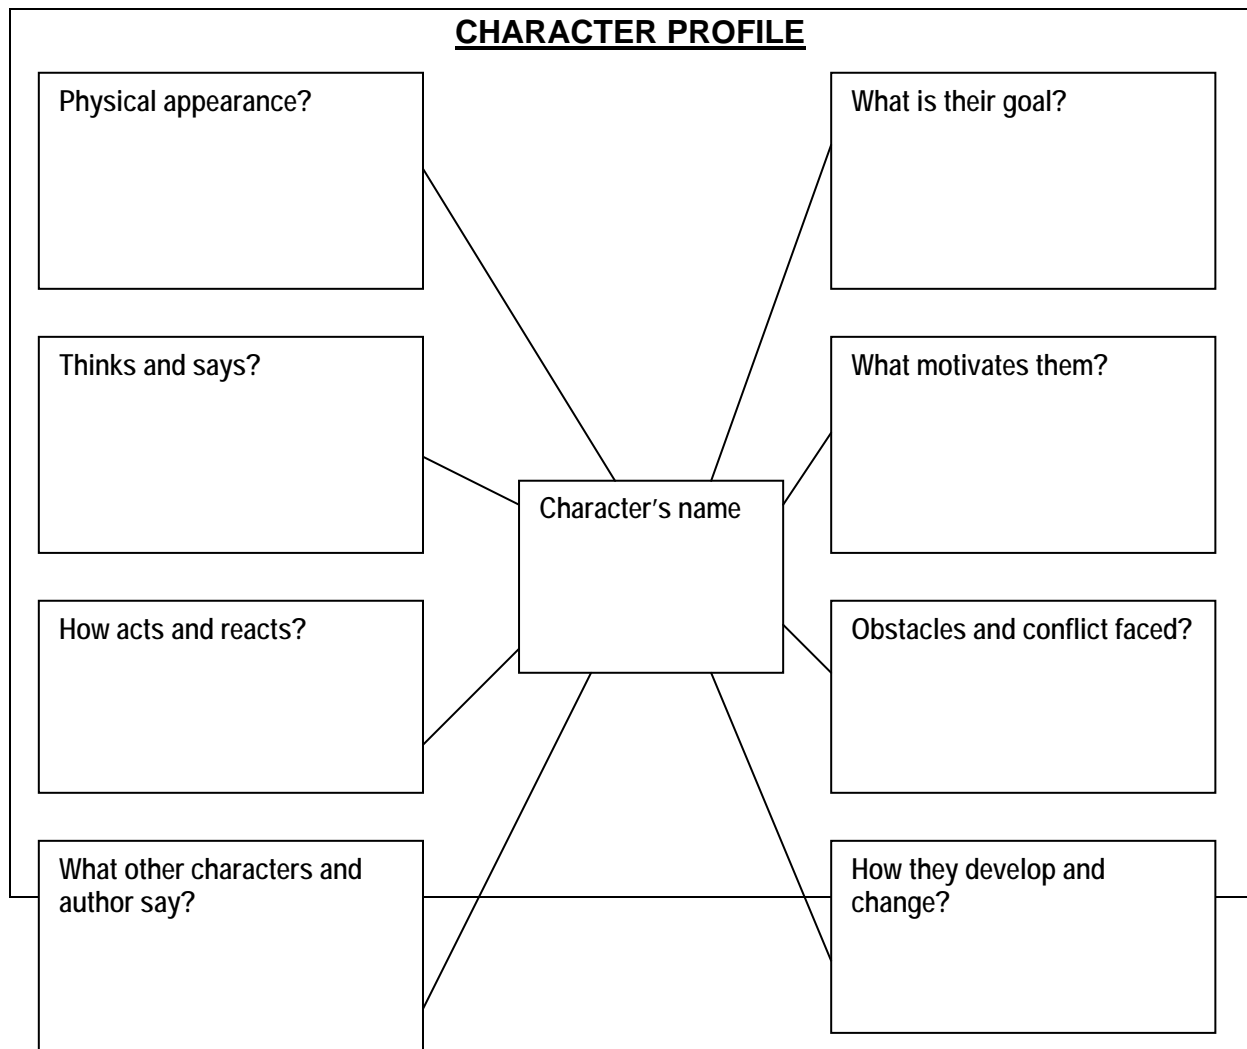 CHARACTER PROFILE
Physical appearance?
What is their goal?
Thinks and says?
What motivates them?
Character's name
How acts and reacts?
Obstacles and conflict faced?
What other characters and
author say?
How they develop and
change?